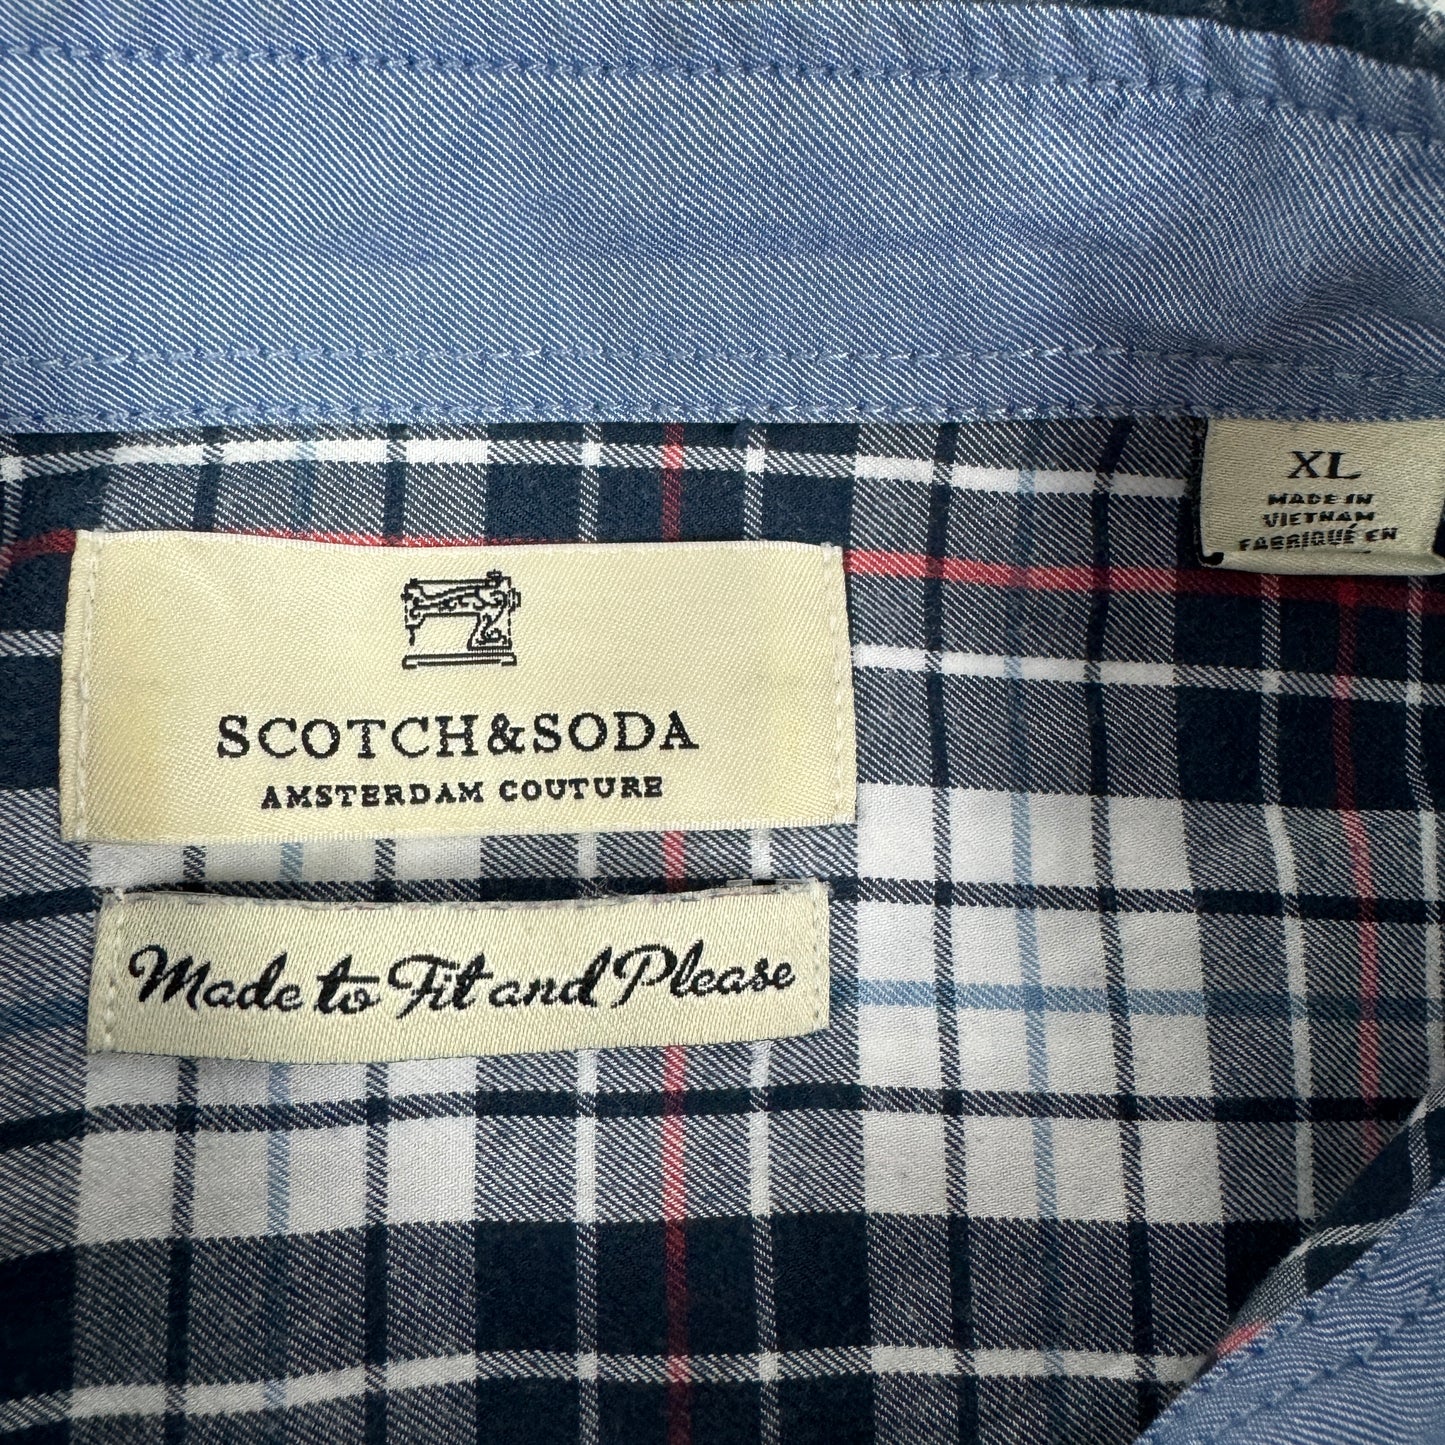 XL
MADE IN
VIETNAM
FABRIQUÉ EN
SCOTCH&SODA
AMSTERDAM COUTURE
Made to Fit and Please